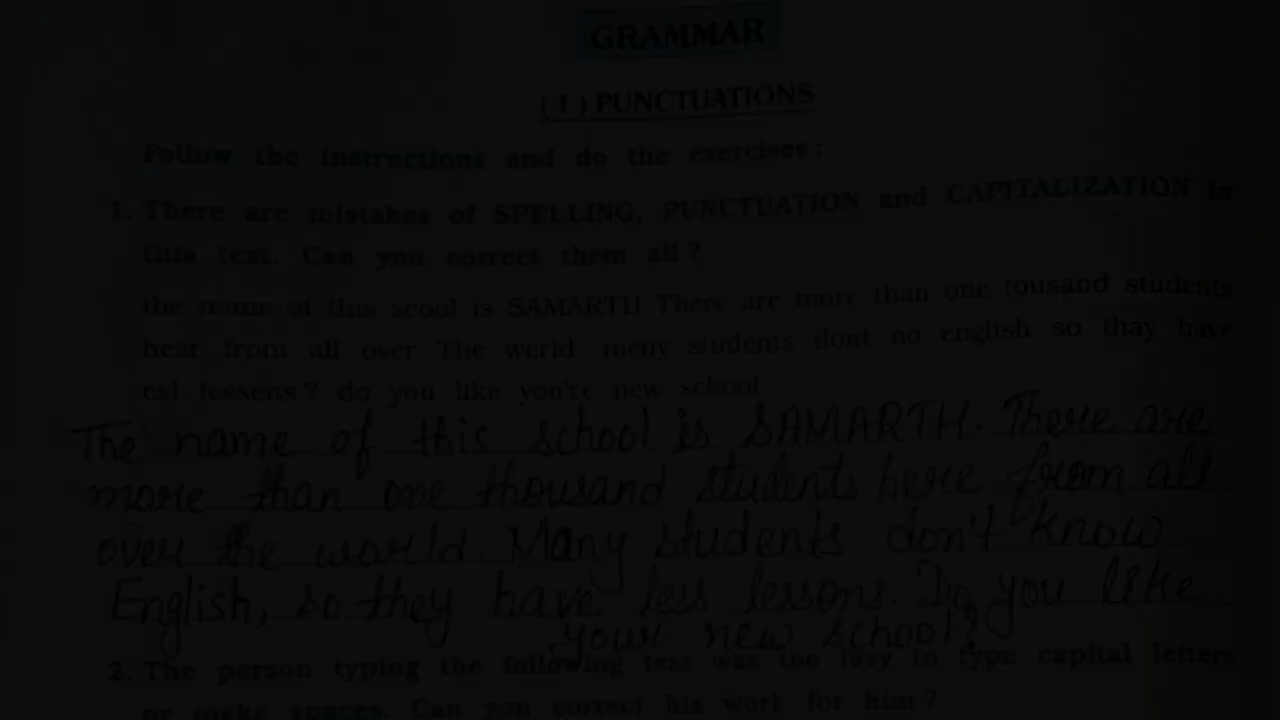 GRAMMAR
( I ) PUNCTUATIONS
Follow the instructions and do the exercises :
1. There are mistakes of SPELLING, PUNCTUATION and CAPITALIZATION in
this text. Can you correct them all ?
the name of this scool is SAMARTH There are more than one tousand students
hear from all over The werld meny students dont no english so thay have
esl lessens ? do you like you're new school.
The name of this school is SAMARTH. There are
more than one thousand students here from all
over the world. Many students don't know
English, so they have less lessons. Do you like
your new school?
2. The person typing the following text was too lazy to type capital letters
or make spaces. Can you correct his work for him ?